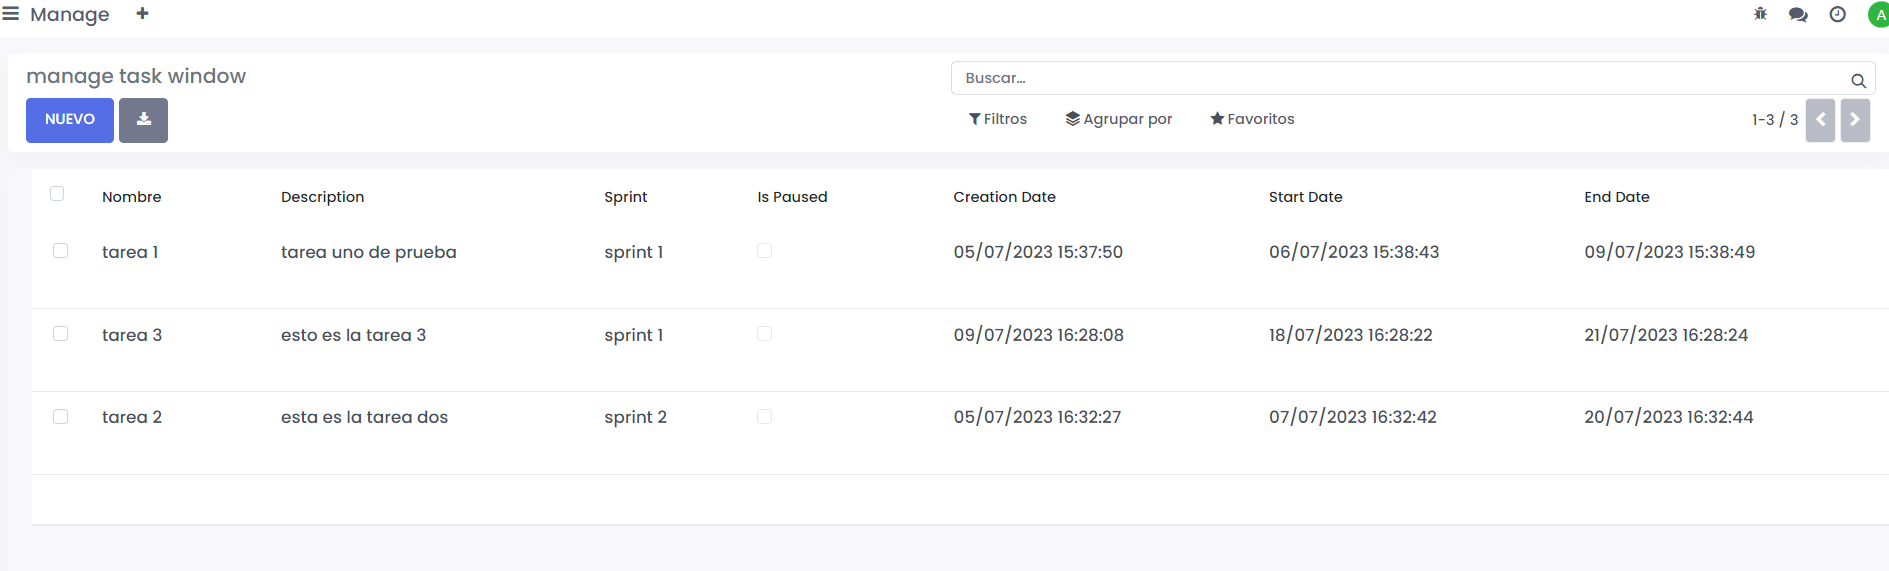 Manage
A
manage task window
Buscar...
NUEVO
Filtros Agrupar por Favoritos 1-3 / 3
Nombre Description Sprint Is Paused Creation Date Start Date End Date
tarea 1 tarea uno de prueba sprint 1 05/07/2023 15:37:50 06/07/2023 15:38:43 09/07/2023 15:38:49
tarea 3 esto es la tarea 3 sprint 1 09/07/2023 16:28:08 18/07/2023 16:28:22 21/07/2023 16:28:24
tarea 2 esta es la tarea dos sprint 2 05/07/2023 16:32:27 07/07/2023 16:32:42 20/07/2023 16:32:44